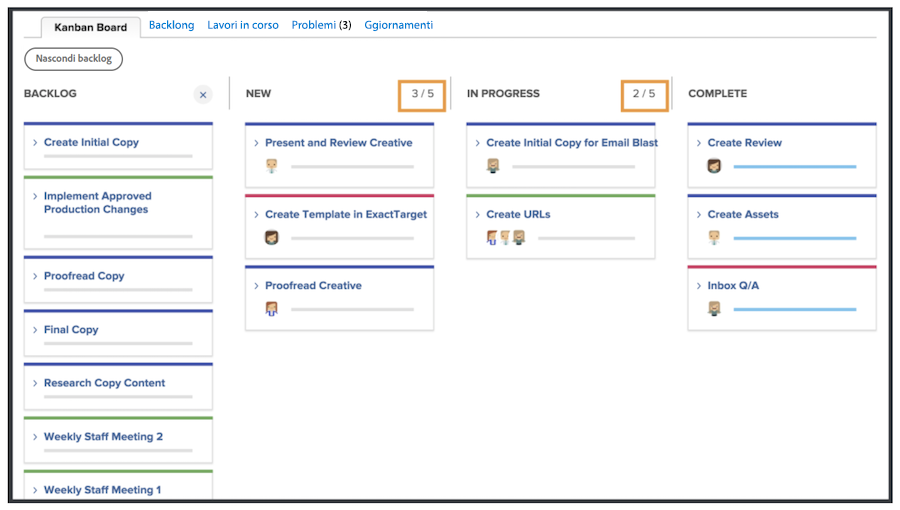 Kanban Board Backlong Lavori in corso Problemi (3) Ggiornamenti
Nascondi backlog
BACKLOG
Create Initial Copy
Implement Approved
Production Changes
Proofread Copy
Final Copy
Research Copy Content
Weekly Staff Meeting 2
Weekly Staff Meeting 1
NEW 3 / 5
Present and Review Creative
Create Template in ExactTarget
Proofread Creative
IN PROGRESS 2 / 5
Create Initial Copy for Email Blast
Create URLs
COMPLETE
Create Review
Create Assets
Inbox Q/A